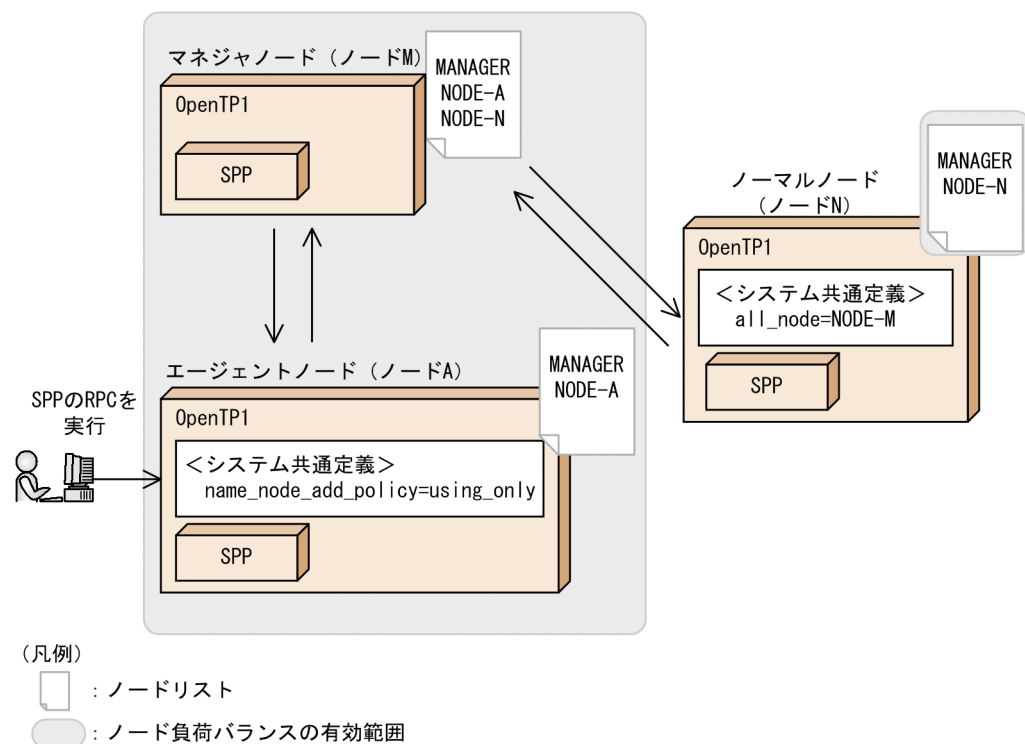 マネジャノード（ノードM）
MANAGER
NODE-A
NODE-N
OpenTP1
SPP
ノーマルノード
（ノードN）
MANAGER
NODE-N
OpenTP1
＜システム共通定義＞
all_node=NODE-M
SPP
エージェントノード（ノードA）
MANAGER
NODE-A
OpenTP1
＜システム共通定義＞
name_node_add_policy=using_only
SPP
SPPのRPCを
実行
（凡例）
：ノードリスト
：ノード負荷バランスの有効範囲